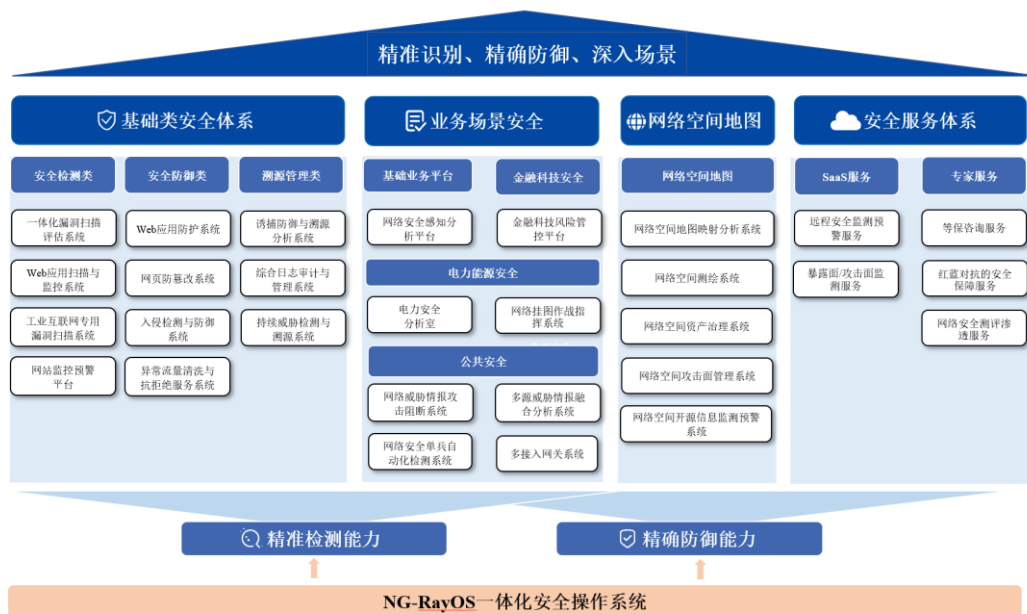 精准识别、精确防御、深入场景
基础类安全体系
业务场景安全
网络空间地图
安全服务体系
安全检测类
安全防御类
溯源管理类
基础业务平台
金融科技安全
网络空间地图
SaaS服务
专家服务
一体化漏洞扫描
评估系统
Web应用扫描与
监控系统
工业互联网专用
漏洞扫描系统
网站监控预警
平台
Web应用防护系统
网页防篡改系统
入侵检测与防御
系统
异常流量清洗与
抗拒绝服务系统
诱捕防御与溯源
分析系统
综合日志审计与
管理系统
持续威胁检测与
溯源系统
网络安全感知分
析平台
金融科技风险管
控平台
电力能源安全
电力安全
分析室
网络挂图作战指
挥系统
公共安全
网络威胁情报攻
击阻断系统
多源威胁情报融
合分析系统
网络安全单兵自
动化检测系统
多接入网关系统
网络空间地图映射分析系统
网络空间测绘系统
网络空间资产治理系统
网络空间攻击面管理系统
网络空间开源信息监测预警
系统
远程安全监测预
警服务
暴露面/攻击面监
测服务
等保咨询服务
红蓝对抗的安全
保障服务
网络安全测评渗
透服务
精准检测能力
精确防御能力
NG-RayOS一体化安全操作系统